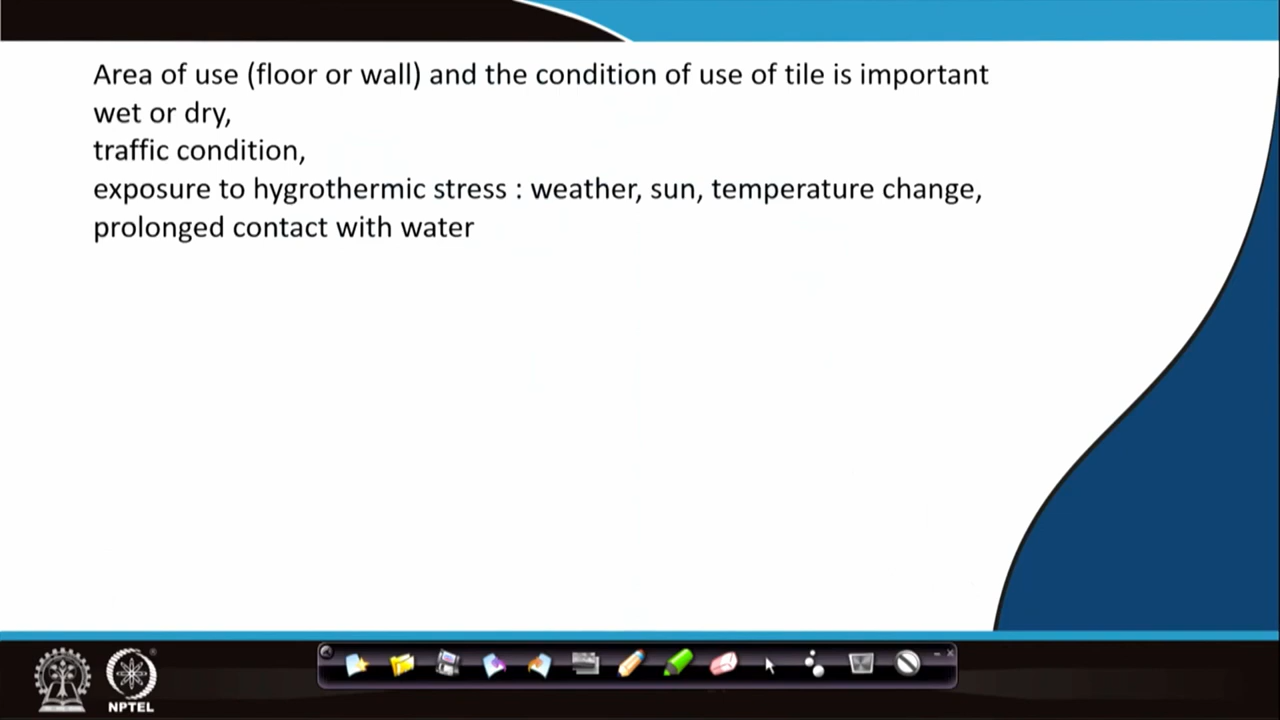 Area of use (floor or wall) and the condition of use of tile is important
wet or dry,
traffic condition,
exposure to hygrothermic stress : weather, sun, temperature change,
prolonged contact with water
NPTEL